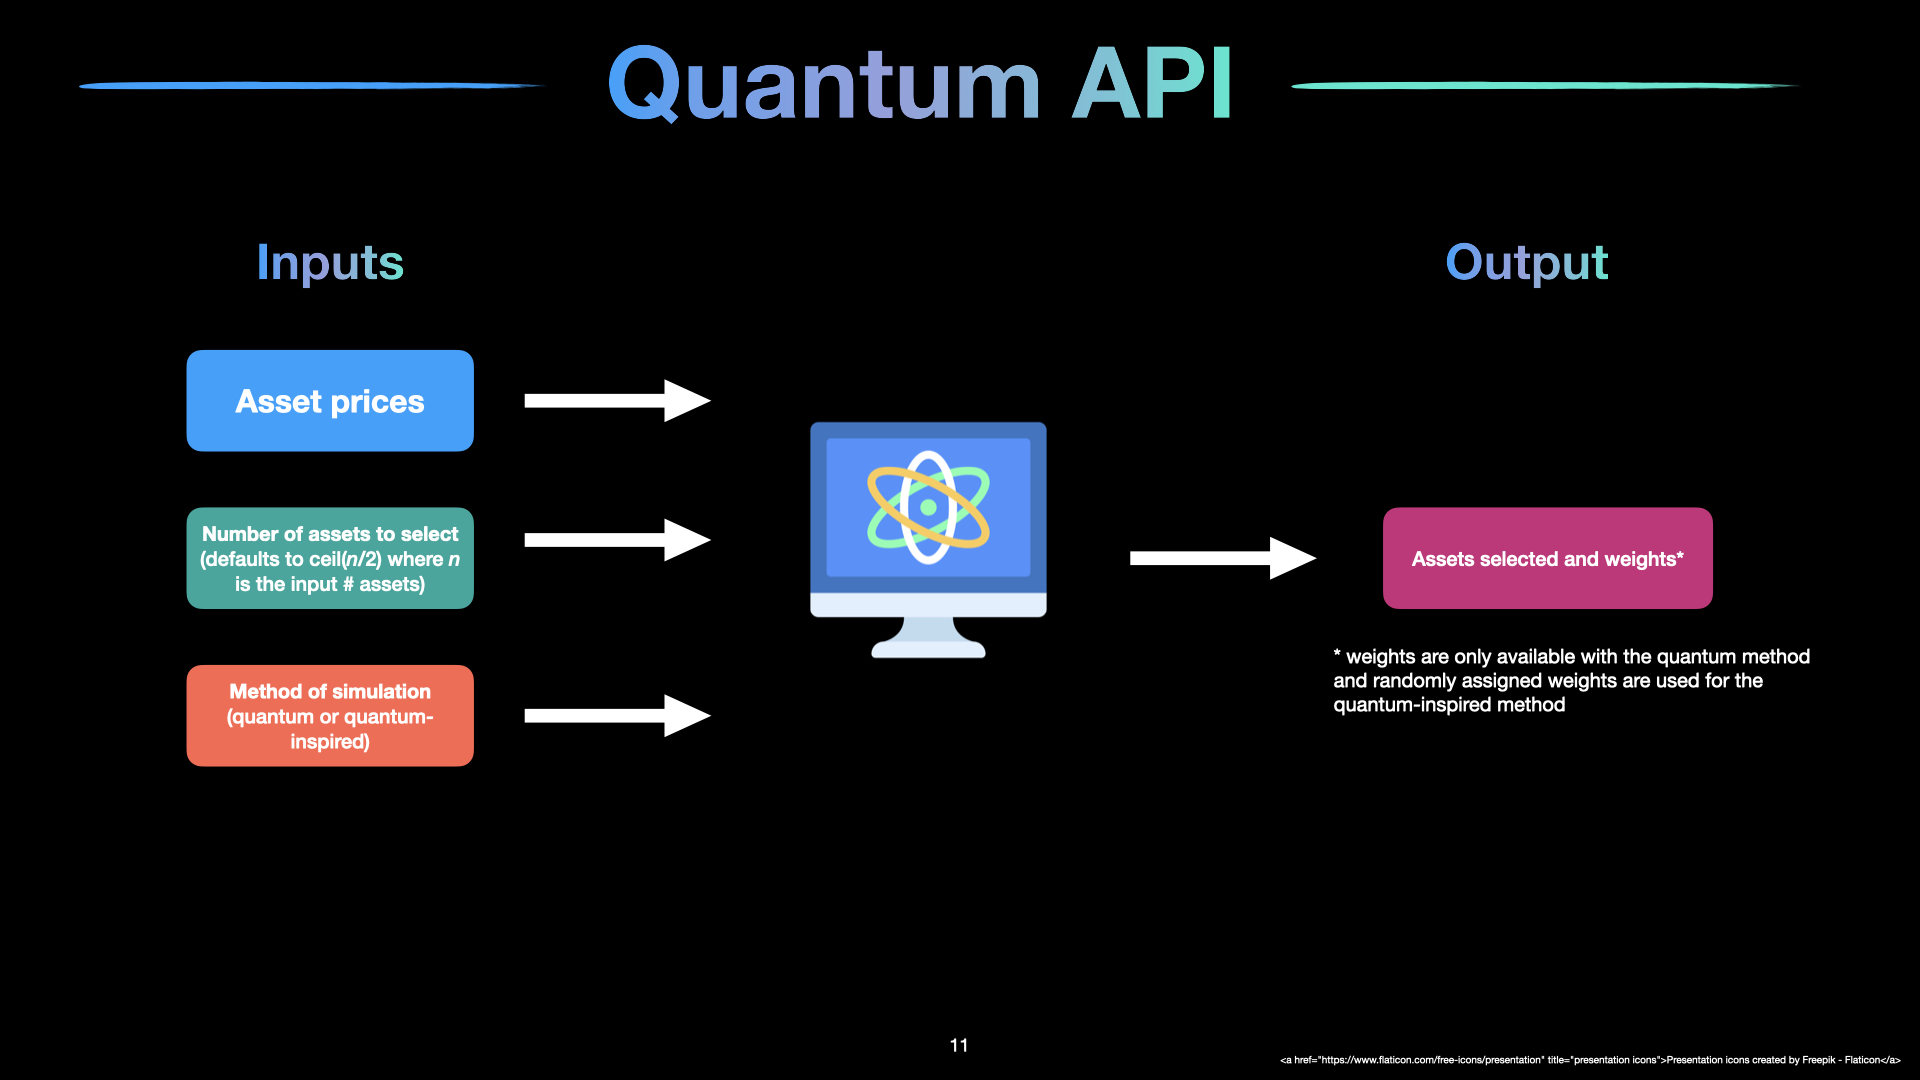 Quantum API
Inputs
Output
Asset prices
Number of assets to select
(defaults to ceil(n/2) where n
is the input # assets)
Method of simulation
(quantum or quantum-
inspired)
Assets selected and weights*
* weights are only available with the quantum method
and randomly assigned weights are used for the
quantum-inspired method
11
<a href="https://www.flaticon.com/free-icons/presentation" title="presentation icons">Presentation icons created by Freepik - Flaticon</a>